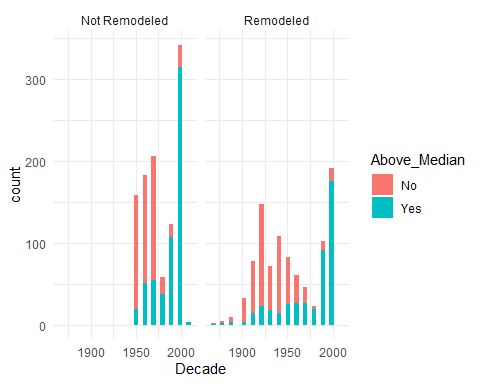 Not Remodeled
Remodeled
300
200
100
0
count
1900
1950
2000
1900
1950
2000
Decade
Above_Median
No
Yes